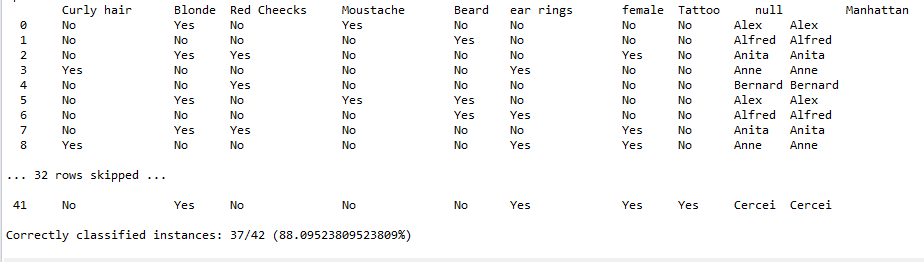 Curly hair Blonde Red Cheecks Moustache Beard ear rings female Tattoo null Manhattan
0 No Yes No Yes No No No No Alex Alex
1 No No No No Yes No No No Alfred Alfred
2 No Yes Yes No No No Yes No Anita Anita
3 Yes No No No No Yes No No Anne Anne
4 No No Yes No No No No No Bernard Bernard
5 No Yes No Yes Yes No No No Alex Alex
6 No No No No Yes Yes No No Alfred Alfred
7 No Yes Yes No No No Yes No Anita Anita
8 Yes No No No No Yes Yes No Anne Anne
... 32 rows skipped ...
41 No Yes No No No Yes Yes Yes Cercei Cercei
Correctly classified instances: 37/42 (88.09523809523809%)